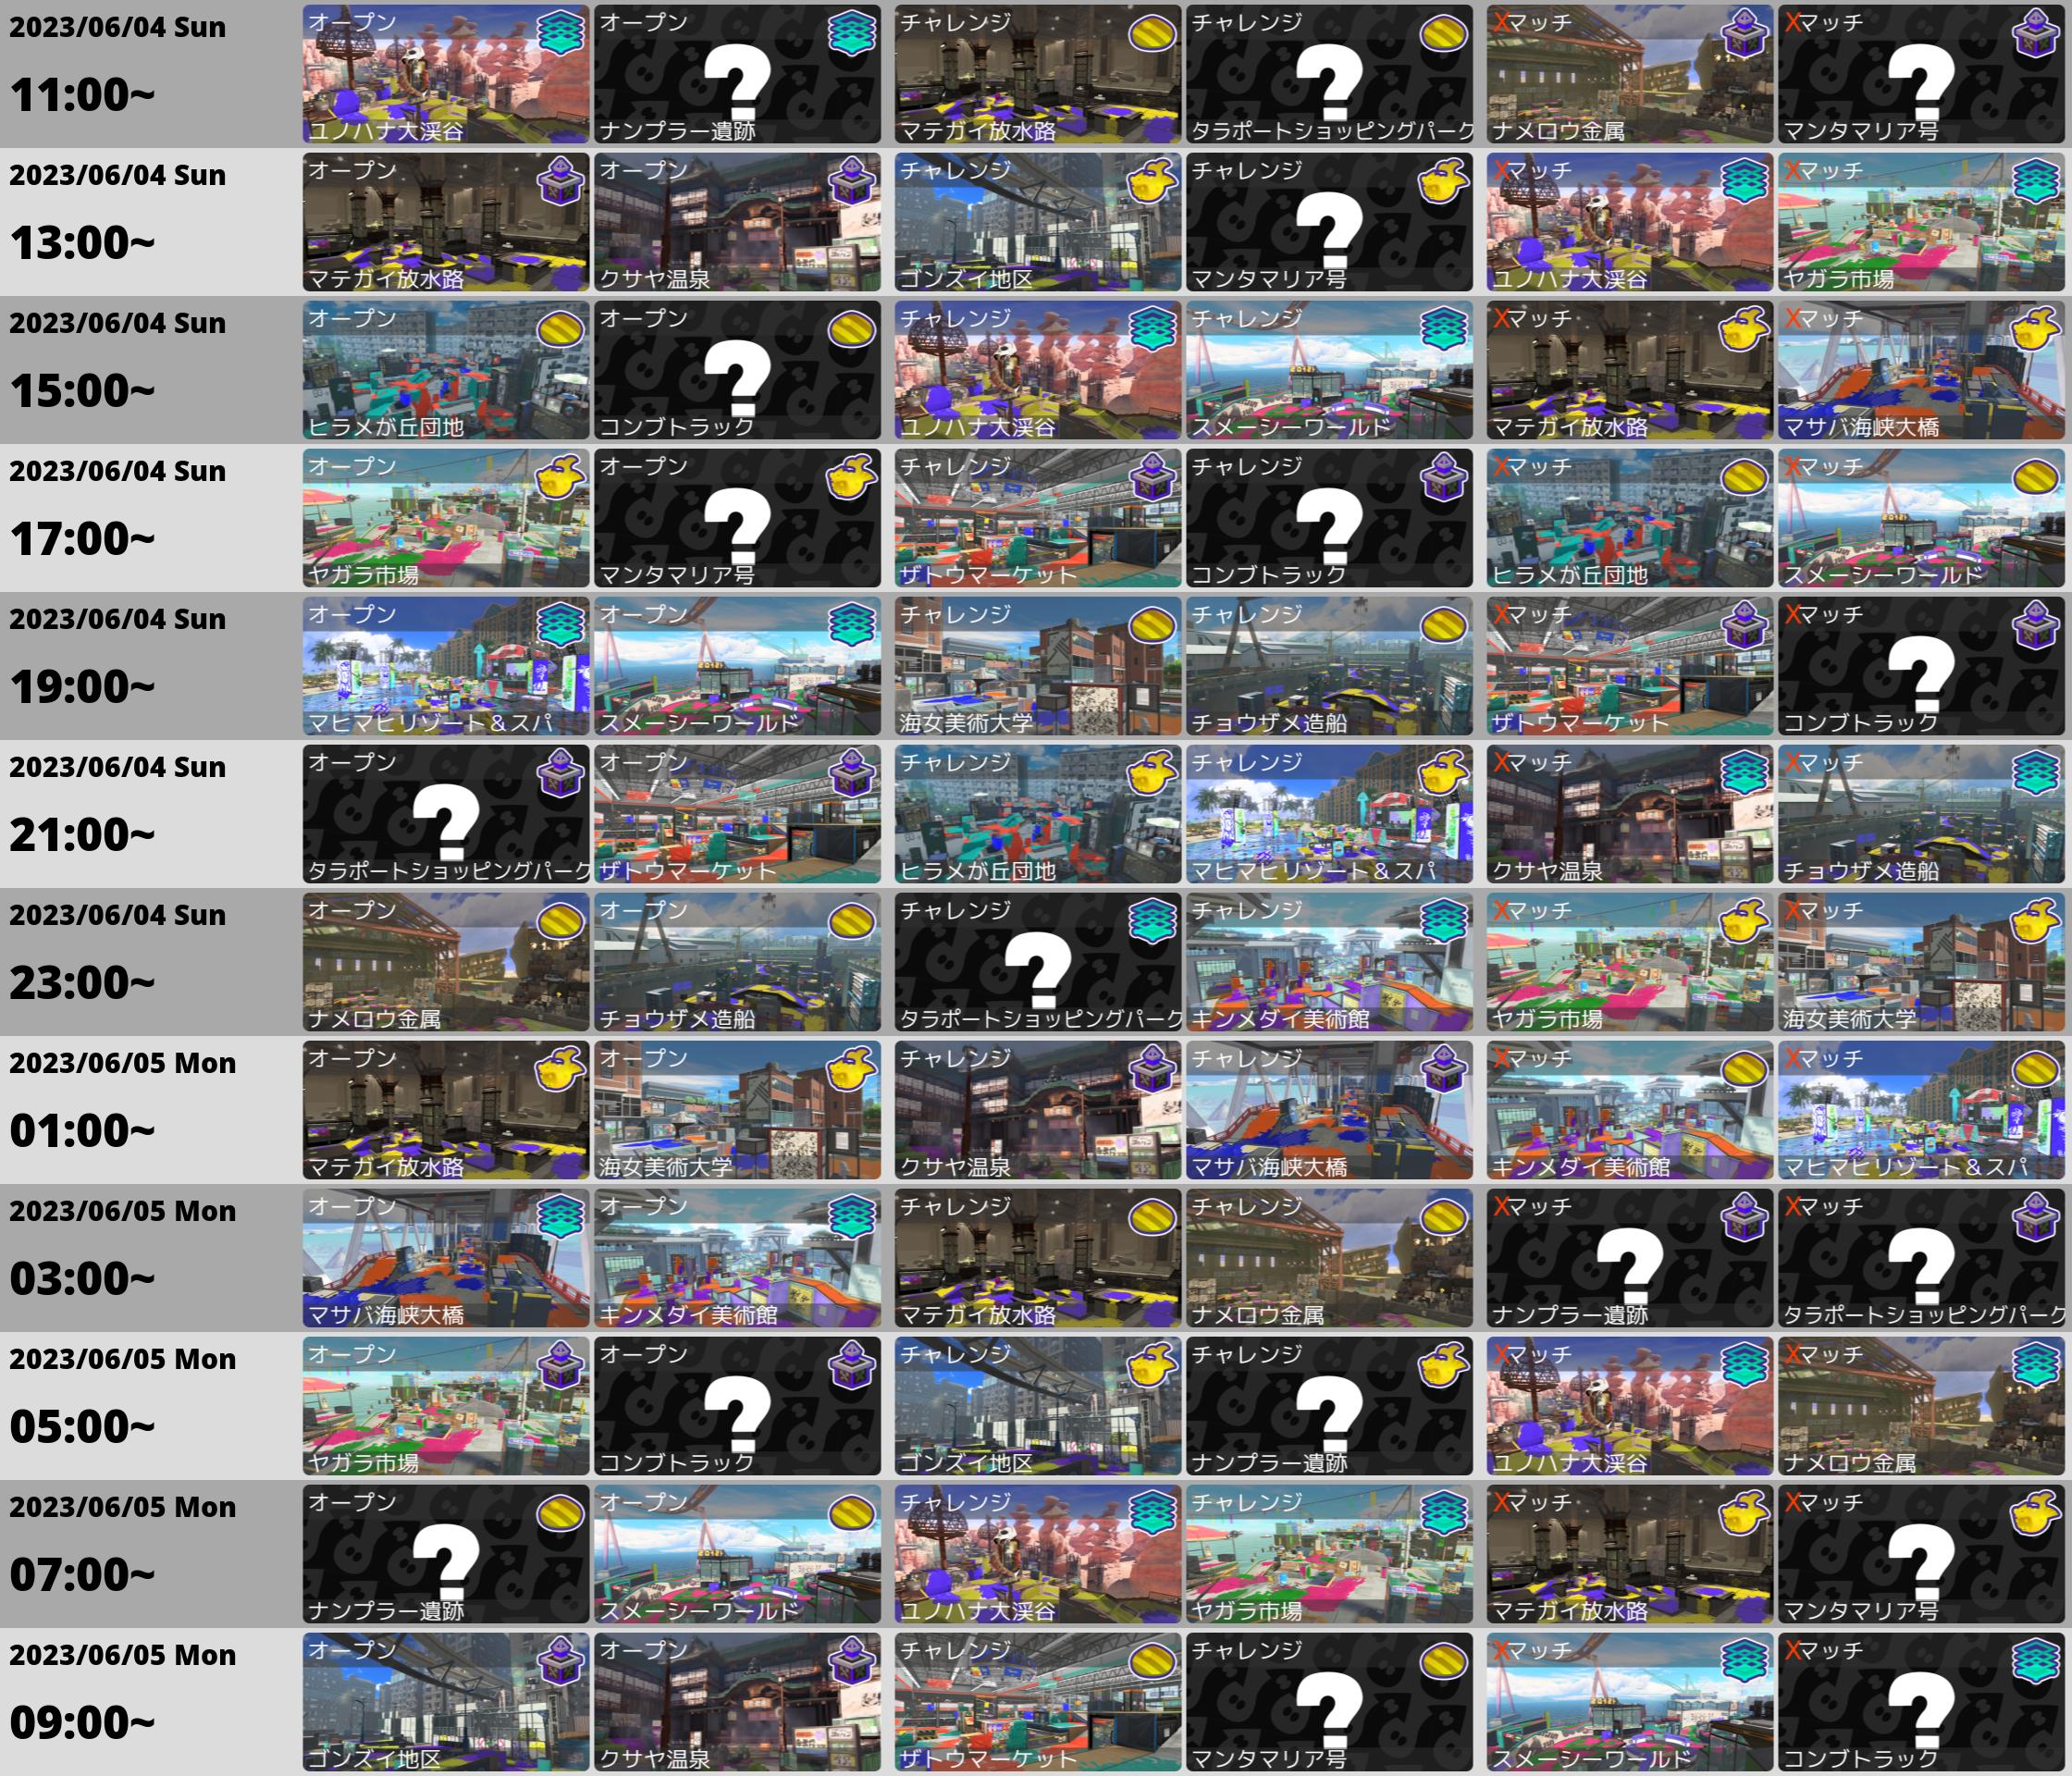 2023/06/04 Sun
11:00~
オープン オープン チャレンジ チャレンジ Xマッチ Xマッチ
ユノハナ大渓谷 ナンプラー遺跡 マテガイ放水路 タラポートショッピングパーク ナメロウ金属 マンタマリア号
2023/06/04 Sun
13:00~
オープン オープン チャレンジ チャレンジ Xマッチ Xマッチ
マテガイ放水路 クサヤ温泉 ゴンズイ地区 マンタマリア号 ユノハナ大渓谷 ヤガラ市場
2023/06/04 Sun
15:00~
オープン オープン チャレンジ チャレンジ Xマッチ Xマッチ
ヒラメが丘団地 コンブトラック ユノハナ大渓谷 スメーシーワールド マテガイ放水路 マサバ海峡大橋
2023/06/04 Sun
17:00~
オープン オープン チャレンジ チャレンジ Xマッチ Xマッチ
ヤガラ市場 マンタマリア号 ザトウマーケット コンブトラック ヒラメが丘団地 スメーシーワールド
2023/06/04 Sun
19:00~
オープン オープン チャレンジ チャレンジ Xマッチ Xマッチ
マヒマヒリゾート＆スパ スメーシーワールド 海女美術大学 チョウザメ造船 ザトウマーケット コンブトラック
2023/06/04 Sun
21:00~
オープン オープン チャレンジ チャレンジ Xマッチ Xマッチ
タラポートショッピングパーク ザトウマーケット ヒラメが丘団地 マヒマヒリゾート＆スパ クサヤ温泉 チョウザメ造船
2023/06/04 Sun
23:00~
オープン オープン チャレンジ チャレンジ Xマッチ Xマッチ
ナメロウ金属 チョウザメ造船 タラポートショッピングパーク キンメダイ美術館 ヤガラ市場 海女美術大学
2023/06/05 Mon
01:00~
オープン オープン チャレンジ チャレンジ Xマッチ Xマッチ
マテガイ放水路 海女美術大学 クサヤ温泉 マサバ海峡大橋 キンメダイ美術館 マヒマヒリゾート＆スパ
2023/06/05 Mon
03:00~
オープン オープン チャレンジ チャレンジ Xマッチ Xマッチ
マサバ海峡大橋 キンメダイ美術館 マテガイ放水路 ナメロウ金属 ナンプラー遺跡 タラポートショッピングパーク
2023/06/05 Mon
05:00~
オープン オープン チャレンジ チャレンジ Xマッチ Xマッチ
ヤガラ市場 コンブトラック ゴンズイ地区 ナンプラー遺跡 ユノハナ大渓谷 ナメロウ金属
2023/06/05 Mon
07:00~
オープン オープン チャレンジ チャレンジ Xマッチ Xマッチ
ナンプラー遺跡 スメーシーワールド ユノハナ大渓谷 ヤガラ市場 マテガイ放水路 マンタマリア号
2023/06/05 Mon
09:00~
オープン オープン チャレンジ チャレンジ Xマッチ Xマッチ
ゴンズイ地区 クサヤ温泉 ザトウマーケット マンタマリア号 スメーシーワールド コンブトラック